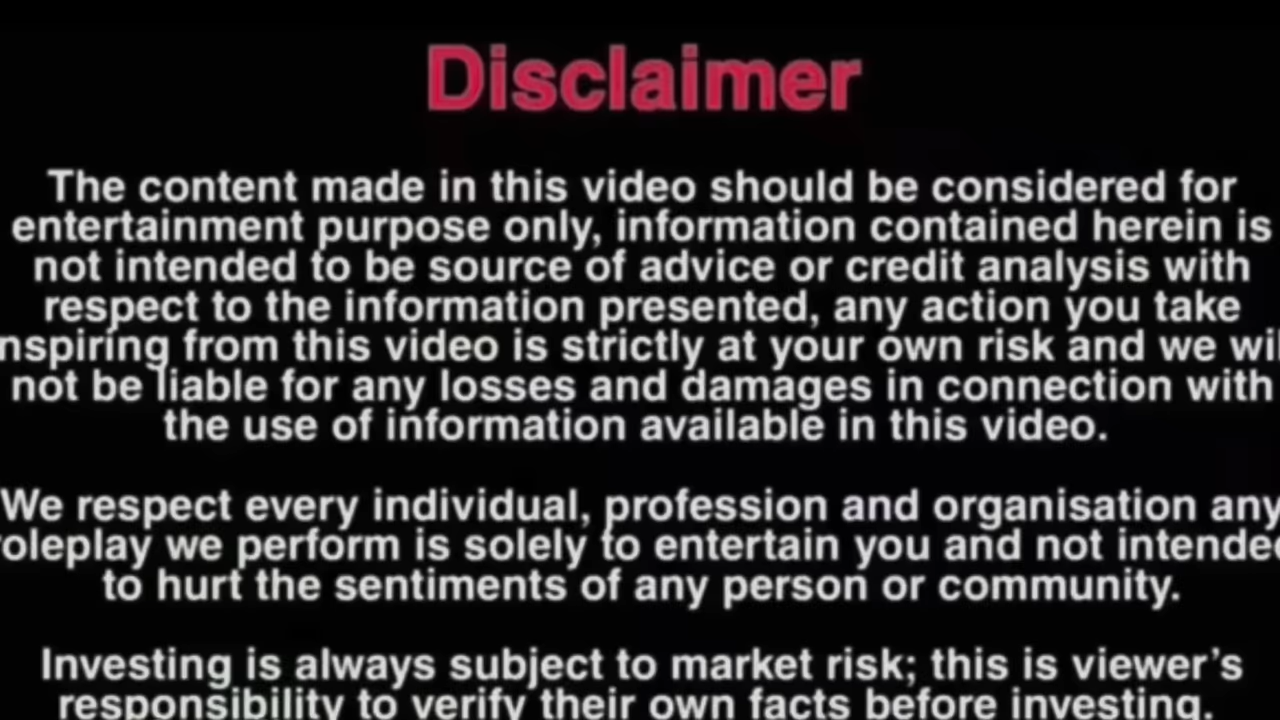 Disclaimer
The content made in this video should be considered for
entertainment purpose only, information contained herein is
not intended to be source of advice or credit analysis with
respect to the information presented, any action you take
nspiring from this video is strictly at your own risk and we wil
not be liable for any losses and damages in connection with
the use of information available in this video.
We respect every individual, profession and organisation any
oleplay we perform is solely to entertain you and not intended
to hurt the sentiments of any person or community.
Investing is always subject to market risk; this is viewer’s
responsibility to verify their own facts before investing.